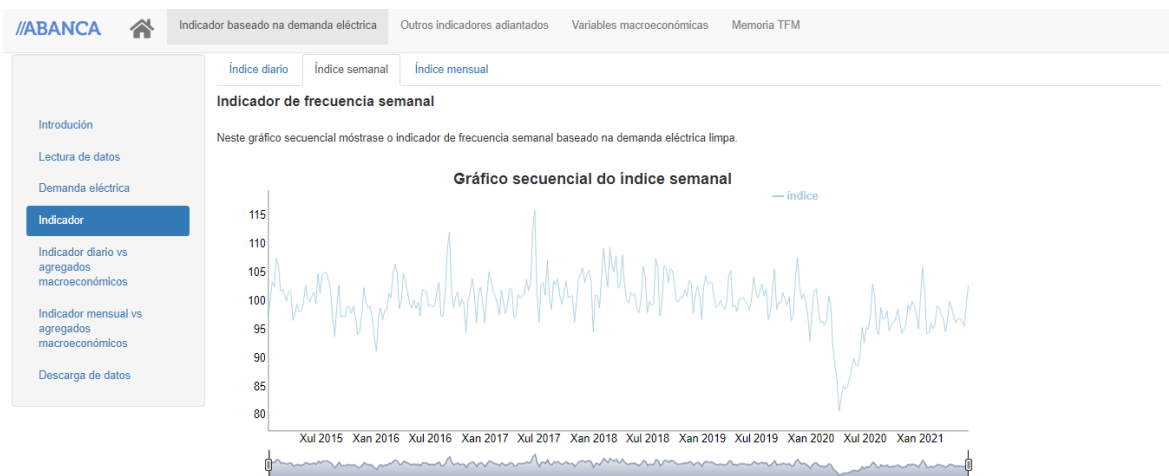 //ABANCA
Indicador baseado na demanda eléctrica
Outros indicadores adiantados
Variables macroeconómicas
Memoria TFM
Introdución
Lectura de datos
Demanda eléctrica
Indicador
Indicador diario vs
agregados
macroeconómicos
Indicador mensual vs
agregados
macroeconómicos
Descarga de datos
Índice diario
Índice semanal
Índice mensual
Indicador de frecuencia semanal
Neste gráfico secuencial móstrase o indicador de frecuencia semanal baseado na demanda eléctrica limpa.
Gráfico secuencial do índice semanal
índice
115
110
105
100
95
90
85
80
Xul 2015 Xan 2016 Xul 2016 Xan 2017 Xul 2017 Xan 2018 Xul 2018 Xan 2019 Xul 2019 Xan 2020 Xul 2020 Xan 2021